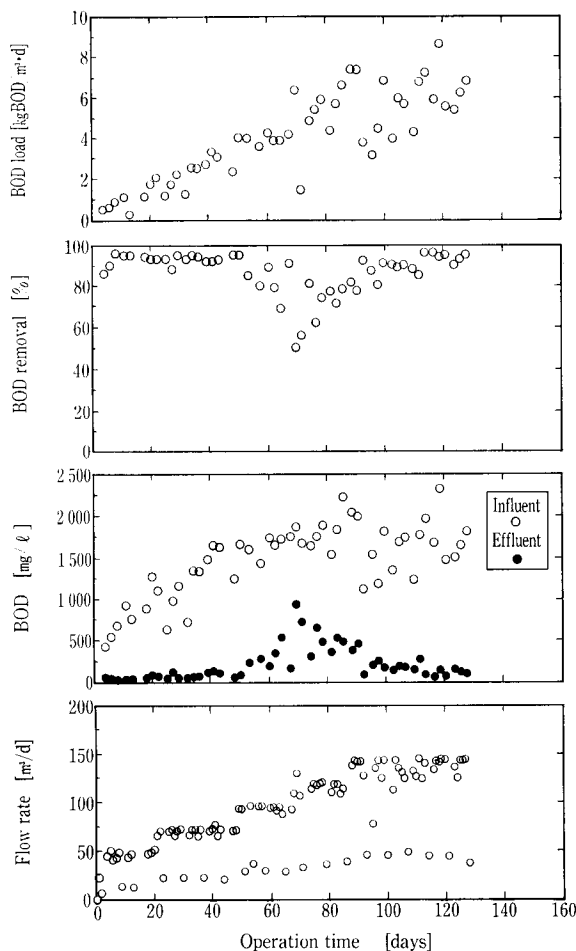 10
8
6
4
2
0
BOD load [kgBOD m³•d]
100
80
60
40
20
0
BOD removal [%]
2 500
2 000
1 500
1 000
500
0
BOD [mg/ℓ]
Influent
Effluent
200
150
100
50
0
Flow rate [m³/d]
0 20 40 60 80 100 120 140 160
Operation time [days]